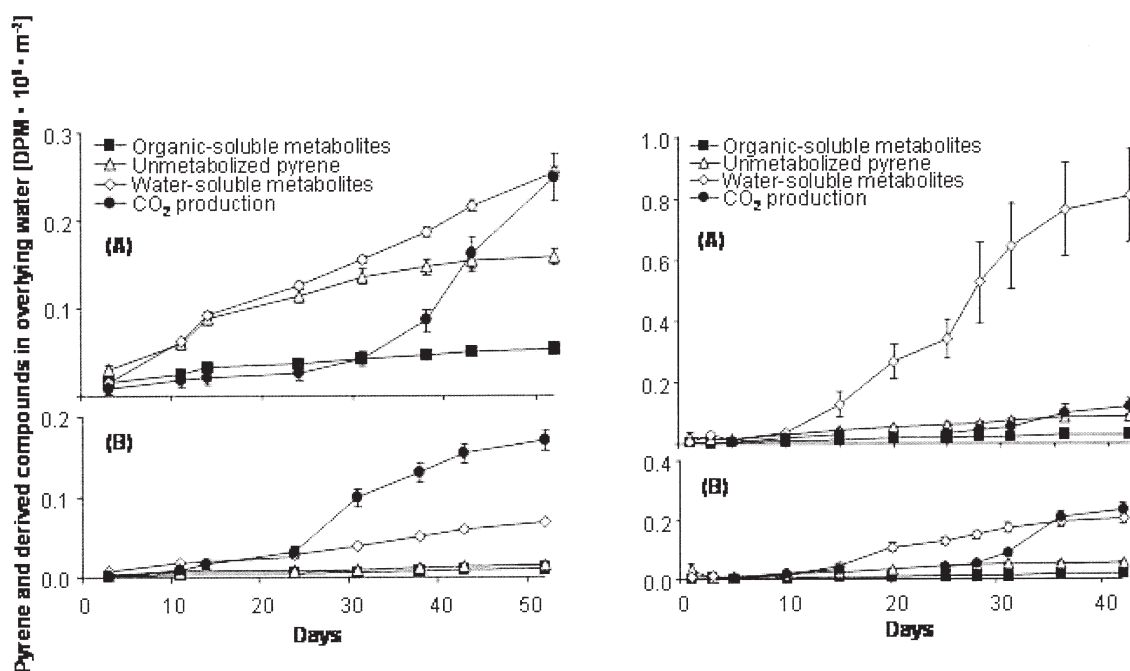 Pyrene and derived compounds in overlying water [DPM • 10⁸ • m⁻²]
0.3
Organic-soluble metabolites
Unmetabolized pyrene
Water-soluble metabolites
CO₂ production
0.2
(A)
0.1
0.2
(B)
0.1
0.0
0 10 20 30 40 50
Days
1.0
Organic-soluble metabolites
Unmetabolized pyrene
Water-soluble metabolites
CO₂ production
0.8
(A)
0.6
0.4
0.2
0.0
0.4
(B)
0.2
0.0
0 10 20 30 40
Days